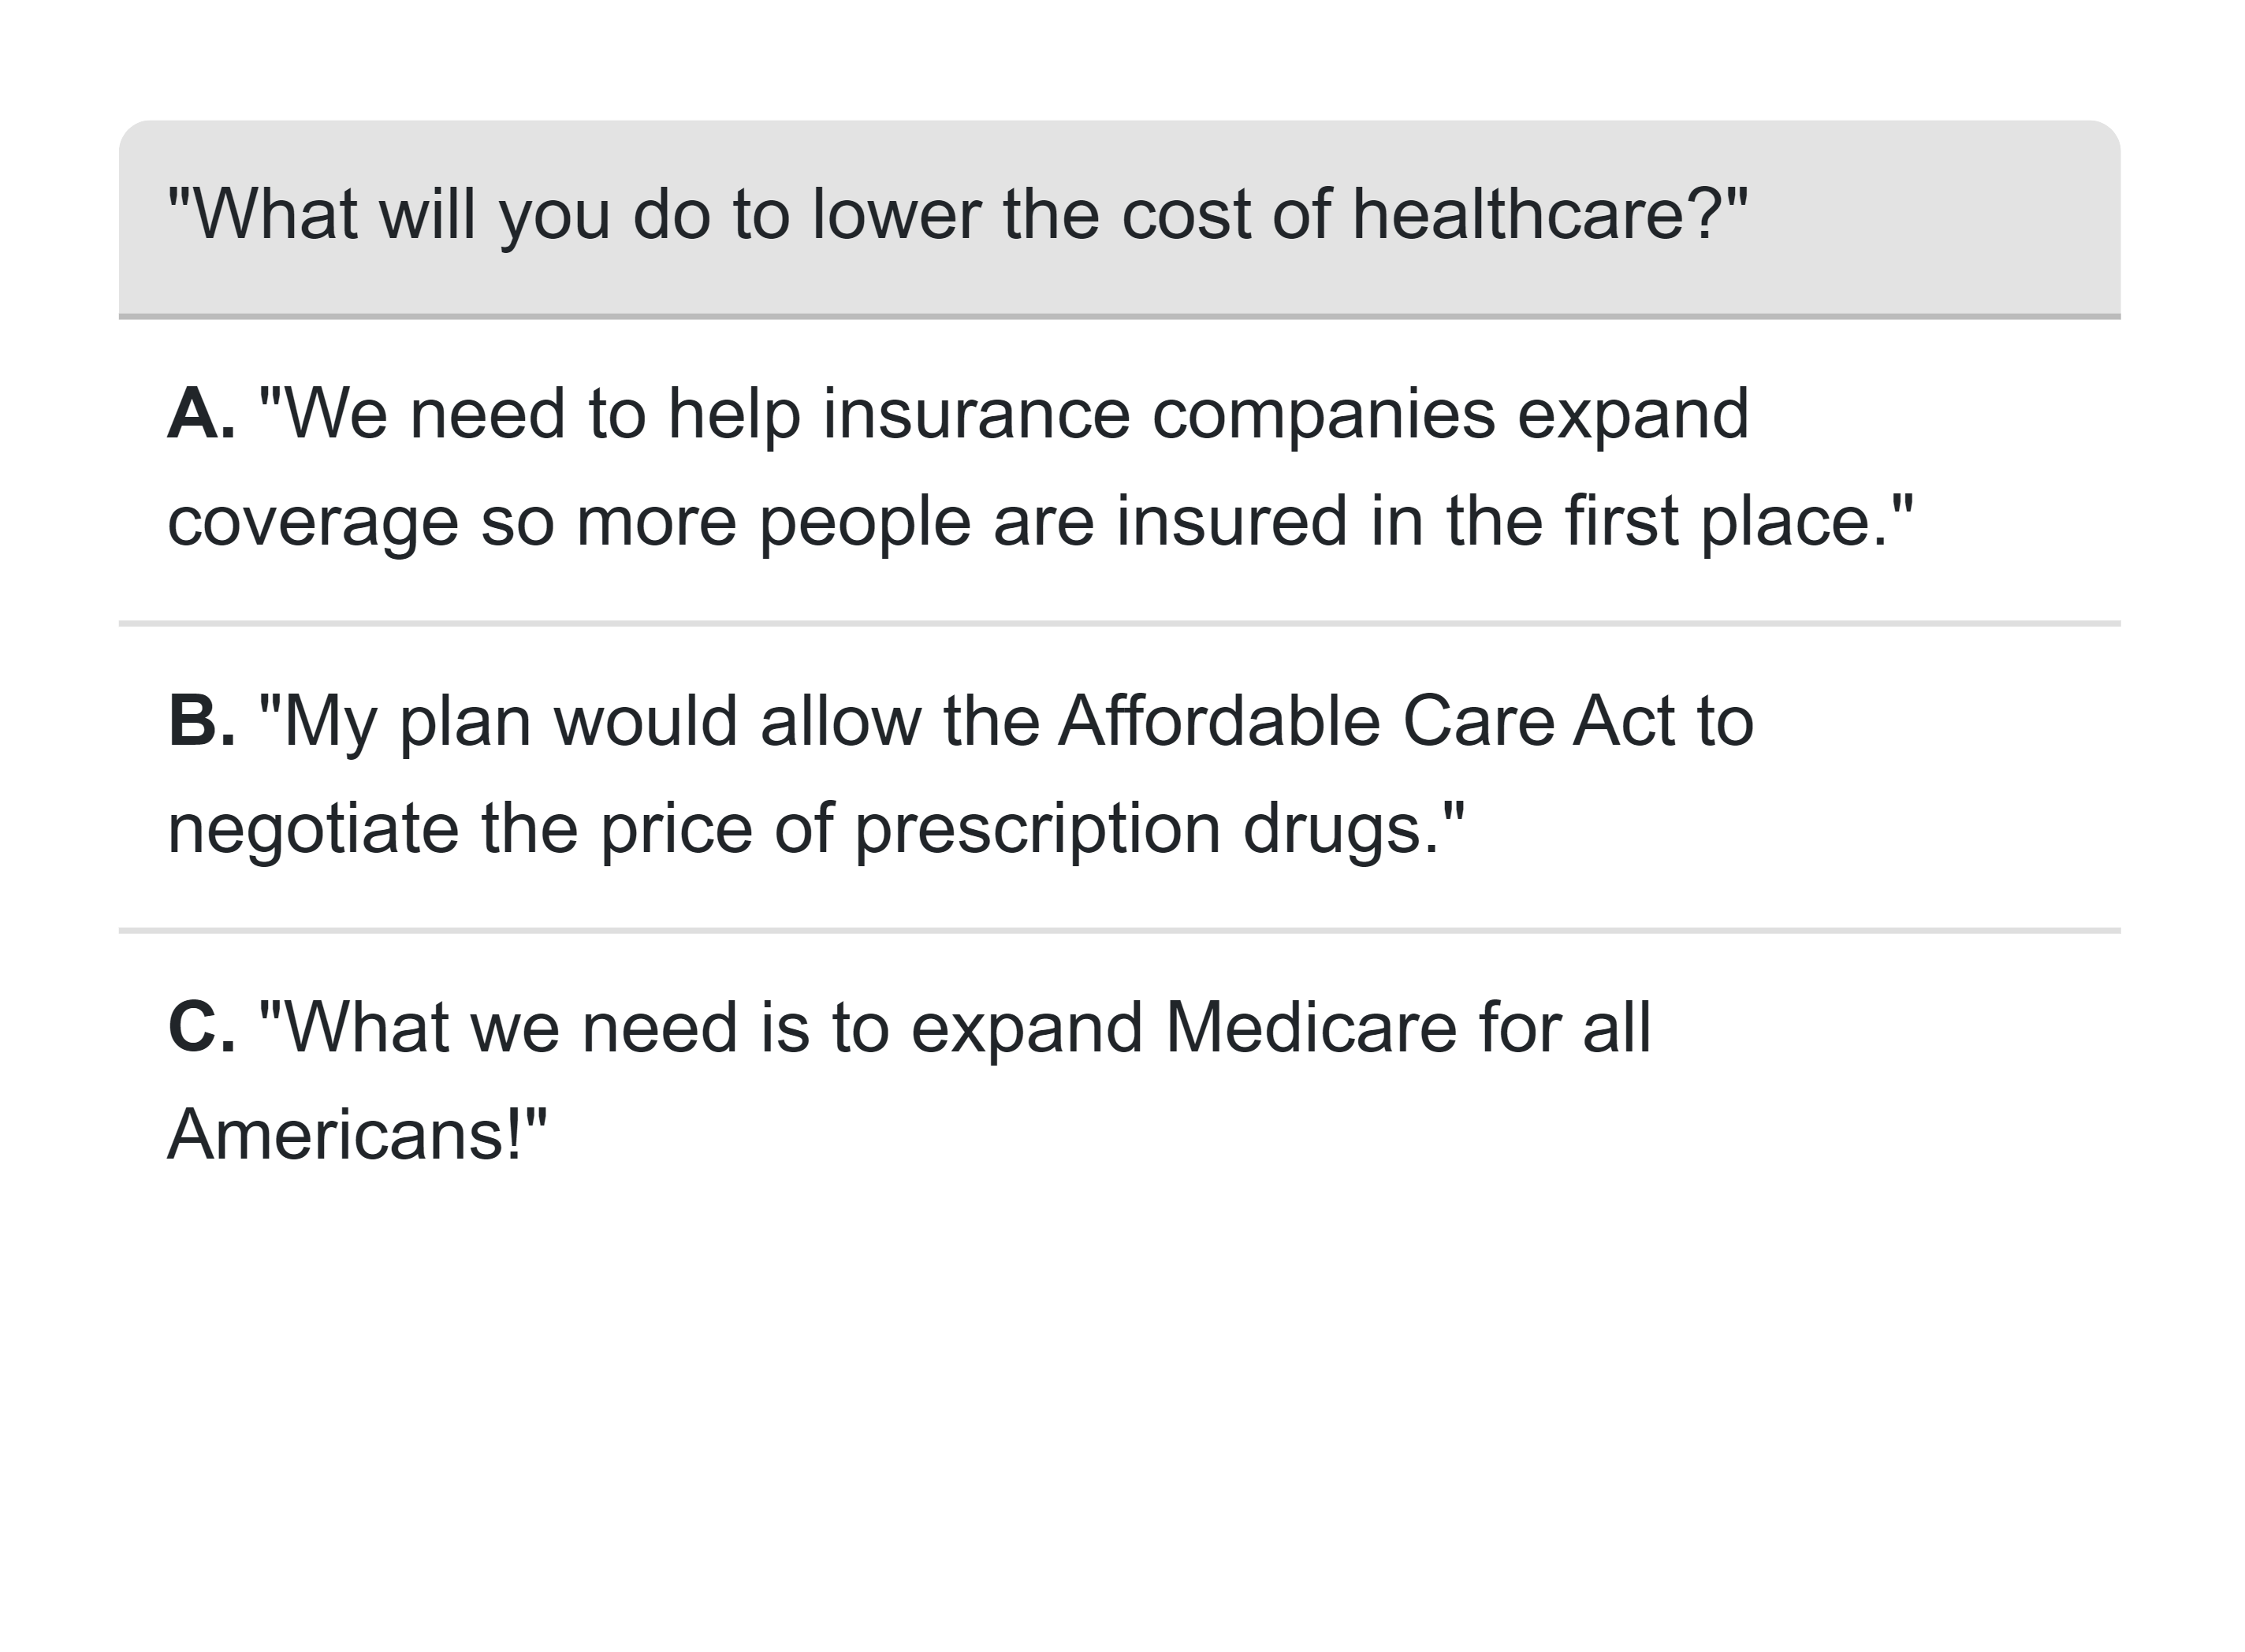 "What will you do to lower the cost of healthcare?"
A. "We need to help insurance companies expand
coverage so more people are insured in the first place."
B. "My plan would allow the Affordable Care Act to
negotiate the price of prescription drugs."
C. "What we need is to expand Medicare for all
Americans!"